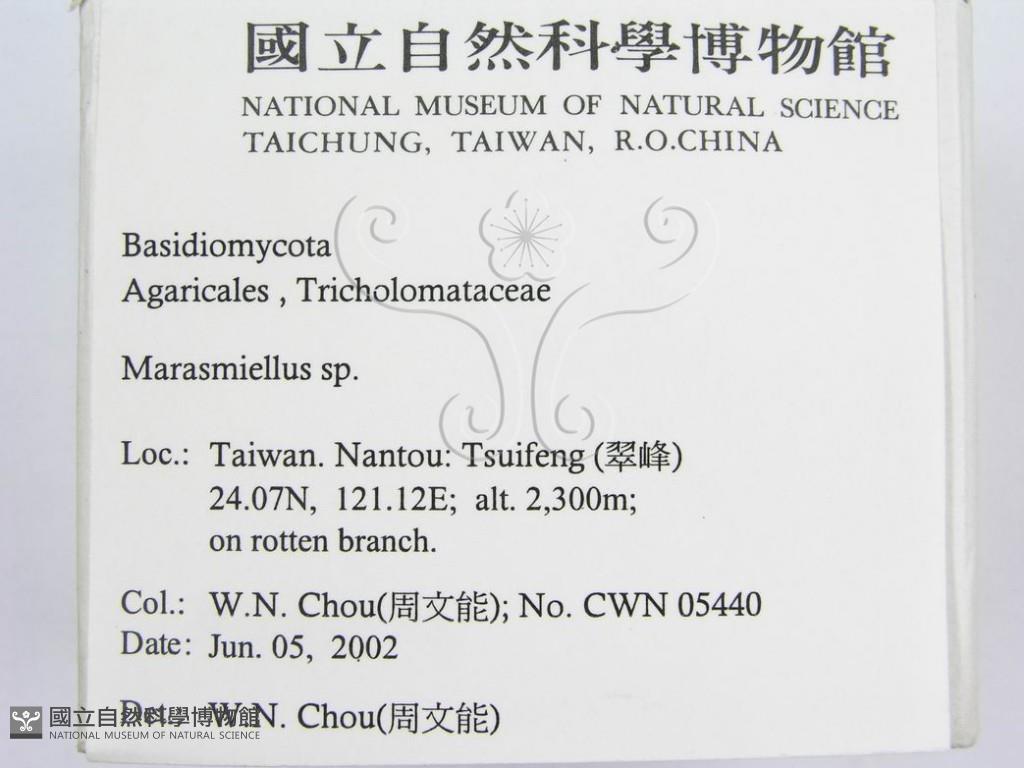 國立自然科學博物館
NATIONAL MUSEUM OF NATURAL SCIENCE
TAICHUNG, TAIWAN, R.O.CHINA
Basidiomycota
Agaricales , Tricholomataceae
Marasmiellus sp.
Loc.: Taiwan. Nantou: Tsuifeng (翠峰)
24.07N, 121.12E; alt. 2,300m;
on rotten branch.
Col.: W.N. Chou(周文能); No. CWN 05440
Date: Jun. 05, 2002
Det.: W.N. Chou(周文能)
國立自然科學博物館
NATIONAL MUSEUM OF NATURAL SCIENCE